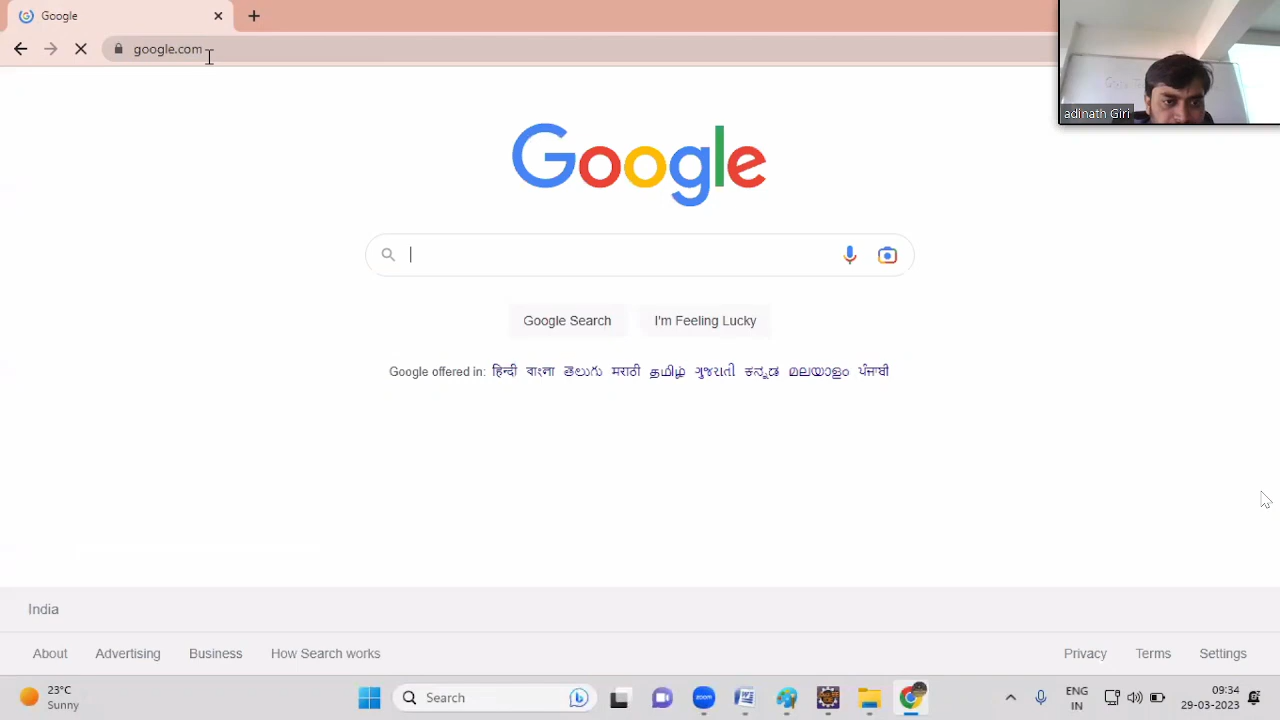 Google
google.com
adinath Giri
Google
Google Search
I'm Feeling Lucky
Google offered in: हिन्दी বাংলা తెలుగు मराठी தமிழ் ગુજરાતી ಕನ್ನಡ മലയാളം ਪੰਜਾਬੀ
India
About
Advertising
Business
How Search works
Privacy
Terms
Settings
23°C
Sunny
Search
zoom
ENG
IN
09:34
29-03-2023